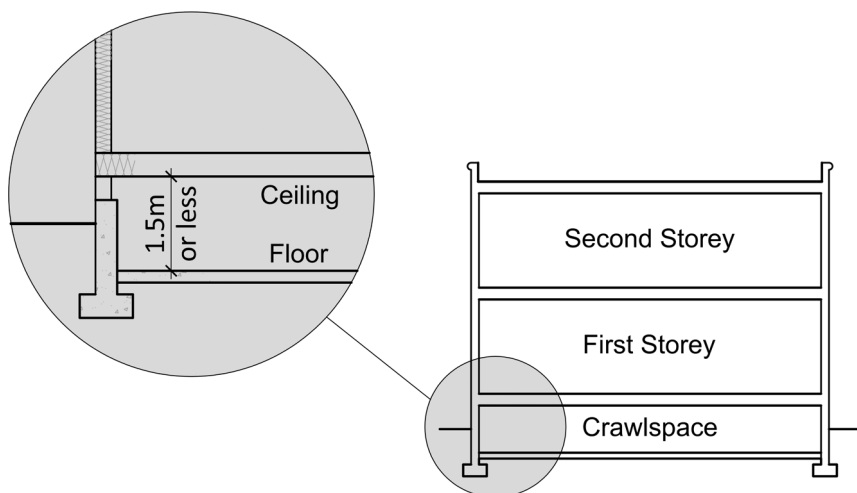 Ceiling
1.5m
or less
Floor
Second Storey
First Storey
Crawlspace